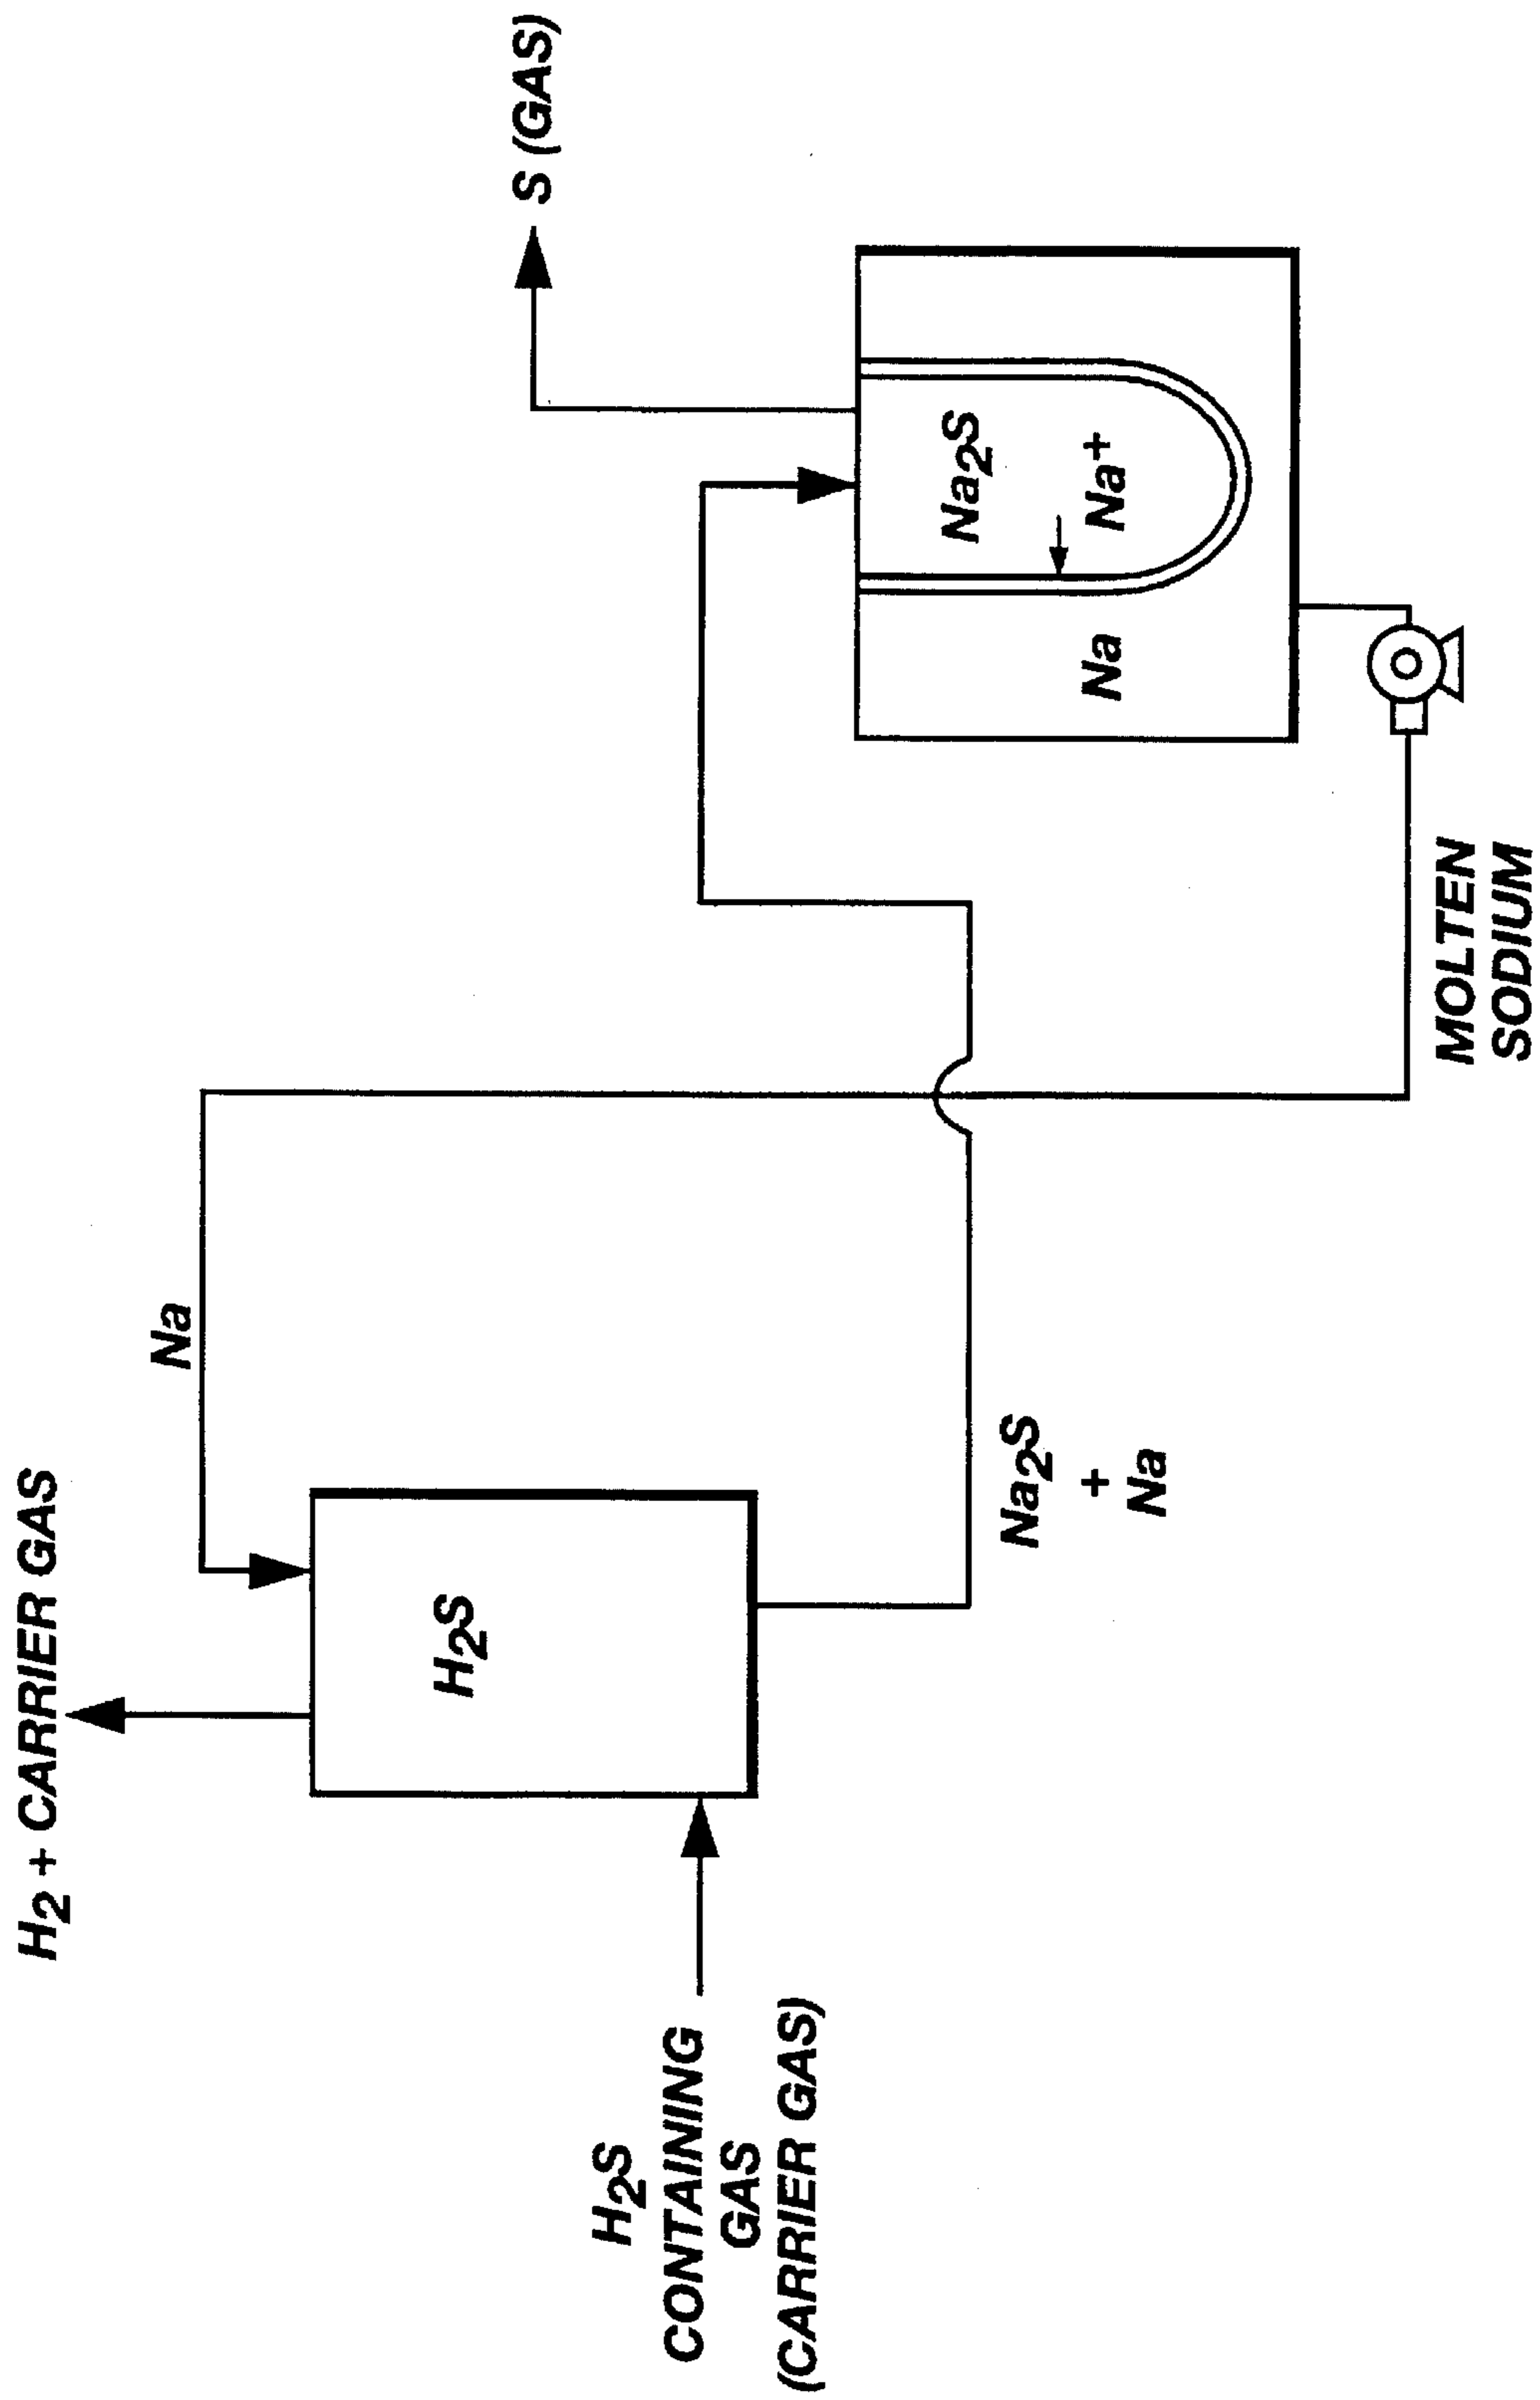 H2 + CARRIER GAS
Na
H2S
H2S
CONTAINING
GAS
(CARRIER GAS)
Na2S
+
Na
S (GAS)
Na2S
Na+
Na
MOLTEN
SODIUM